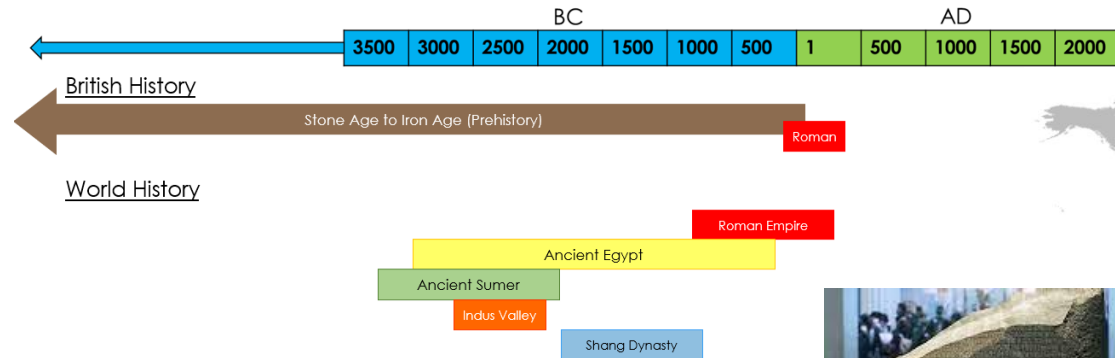 BC AD
3500 3000 2500 2000 1500 1000 500 1 500 1000 1500 2000
British History
Stone Age to Iron Age (Prehistory)
Roman
World History
Roman Empire
Ancient Egypt
Ancient Sumer
Indus Valley
Shang Dynasty